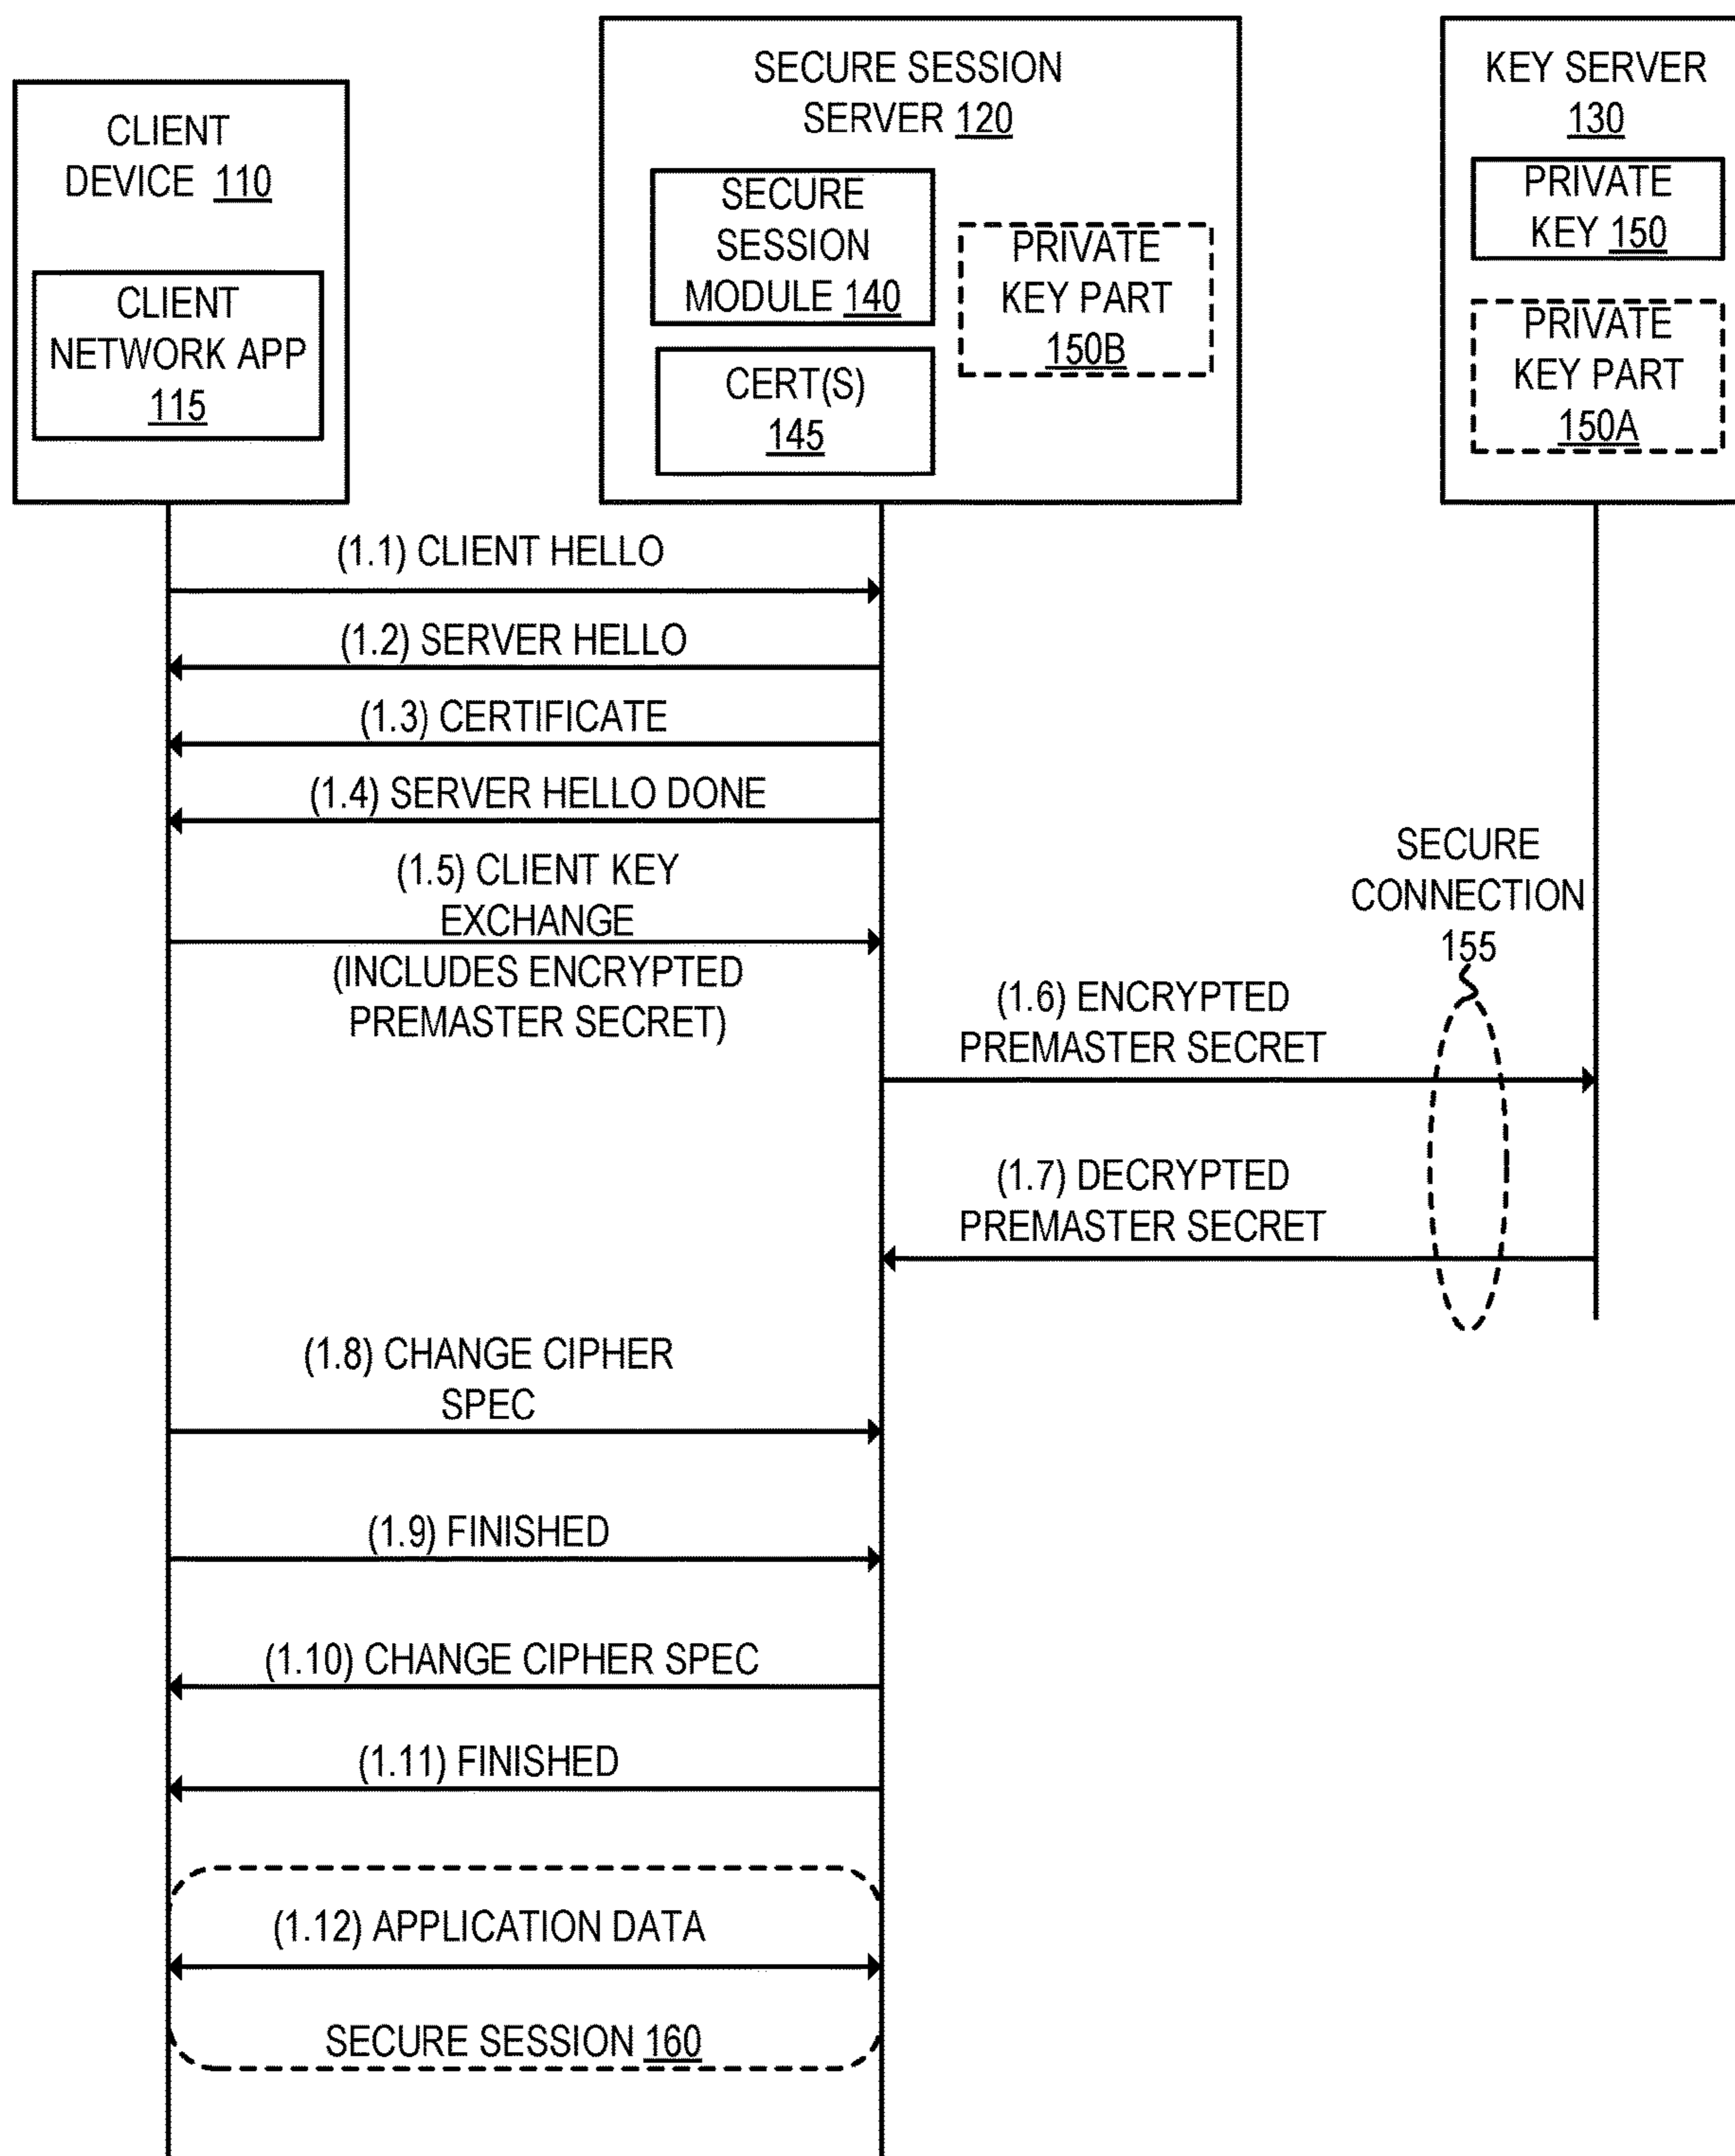 CLIENT
DEVICE 110
CLIENT
NETWORK APP
115
SECURE SESSION
SERVER 120
SECURE
SESSION
MODULE 140
CERT(S)
145
PRIVATE
KEY PART
150B
KEY SERVER
130
PRIVATE
KEY 150
PRIVATE
KEY PART
150A
(1.1) CLIENT HELLO
(1.2) SERVER HELLO
(1.3) CERTIFICATE
(1.4) SERVER HELLO DONE
(1.5) CLIENT KEY
EXCHANGE
(INCLUDES ENCRYPTED
PREMASTER SECRET)
SECURE
CONNECTION
155
(1.6) ENCRYPTED
PREMASTER SECRET
(1.7) DECRYPTED
PREMASTER SECRET
(1.8) CHANGE CIPHER
SPEC
(1.9) FINISHED
(1.10) CHANGE CIPHER SPEC
(1.11) FINISHED
(1.12) APPLICATION DATA
SECURE SESSION 160